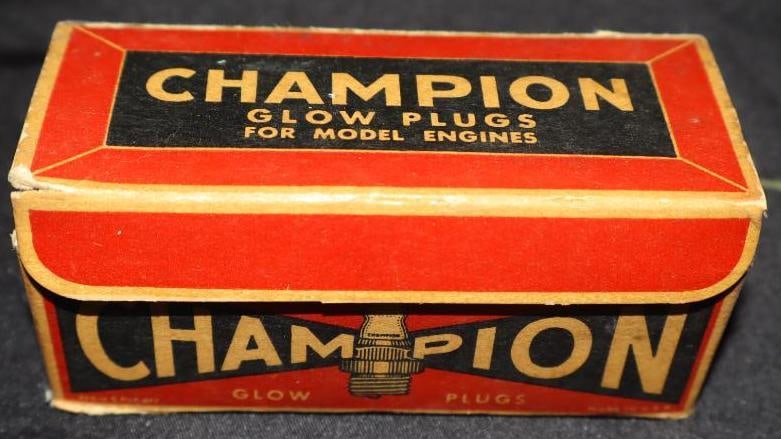 CHAMPION
GLOW PLUGS
FOR MODEL ENGINES
CHAMPION
GLOW PLUGS